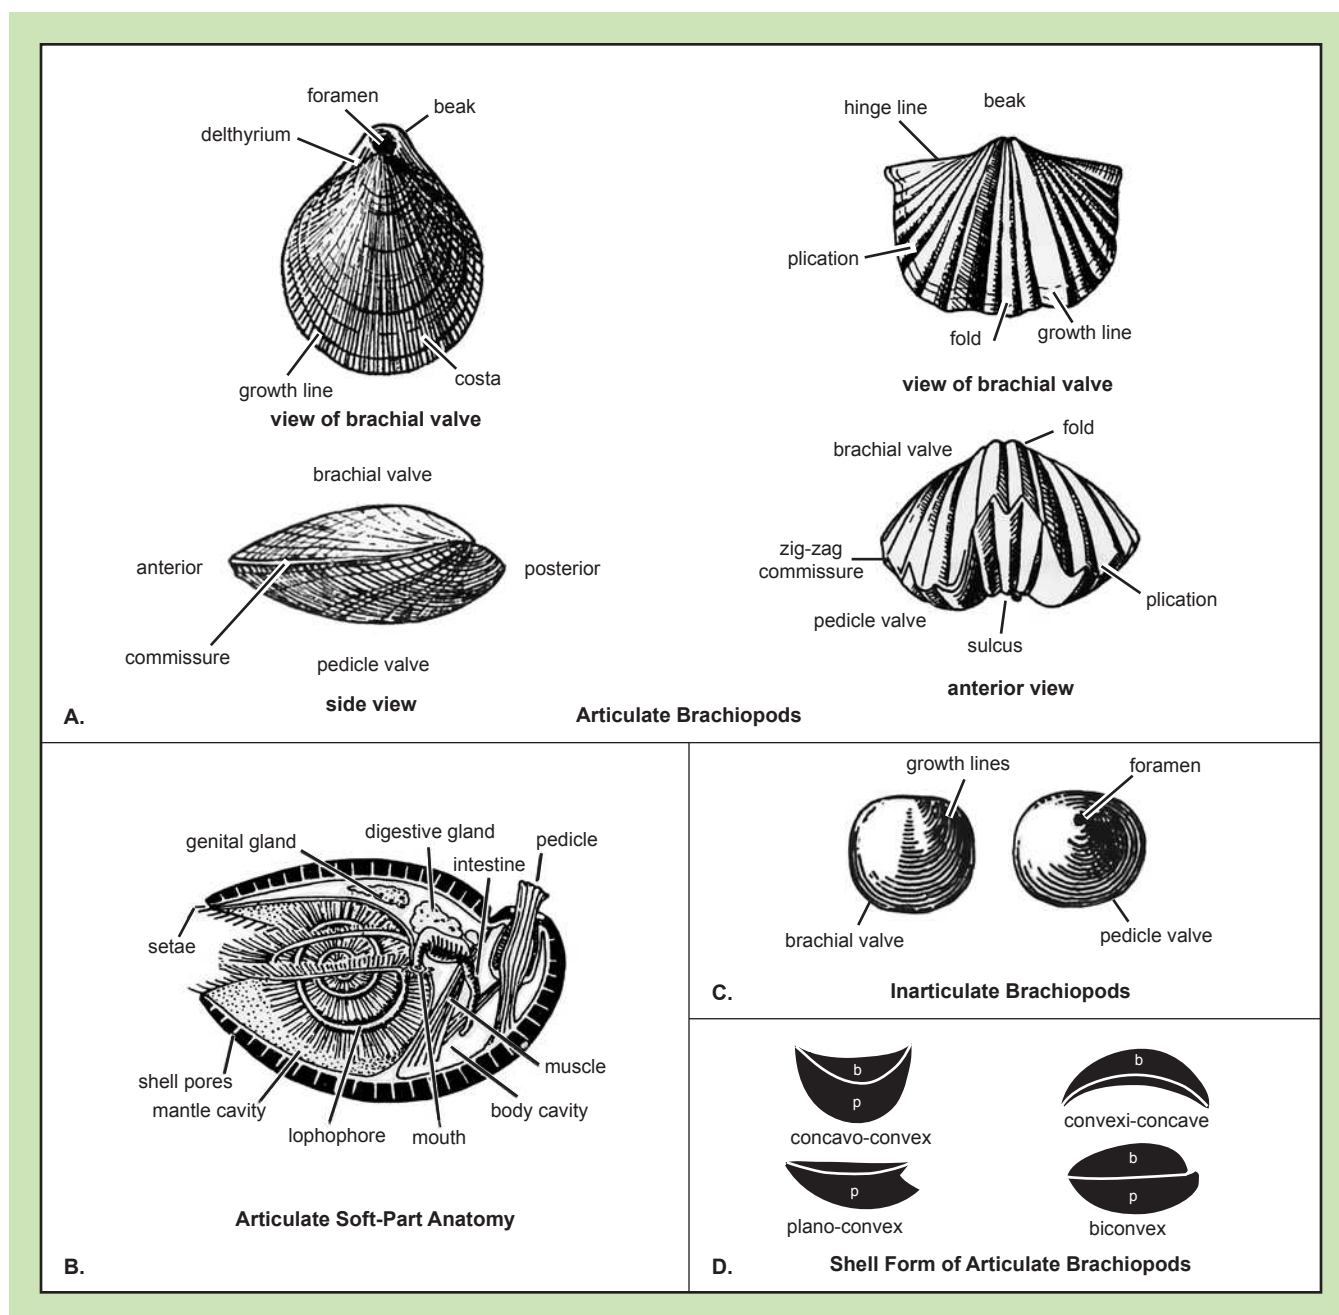 foramen
beak
delthyrium
growth line
costa
view of brachial valve
hinge line
beak
plication
fold
growth line
view of brachial valve
brachial valve
anterior
posterior
commissure
pedicle valve
side view
brachial valve
fold
zig-zag
commissure
plication
pedicle valve
sulcus
anterior view
A.
Articulate Brachiopods
genital gland
digestive gland
intestine
pedicle
setae
shell pores
mantle cavity
lophophore
mouth
body cavity
muscle
Articulate Soft-Part Anatomy
B.
growth lines
foramen
brachial valve
pedicle valve
C.
Inarticulate Brachiopods
b
p
concavo-convex
b
convexi-concave
p
plano-convex
b
p
biconvex
D.
Shell Form of Articulate Brachiopods